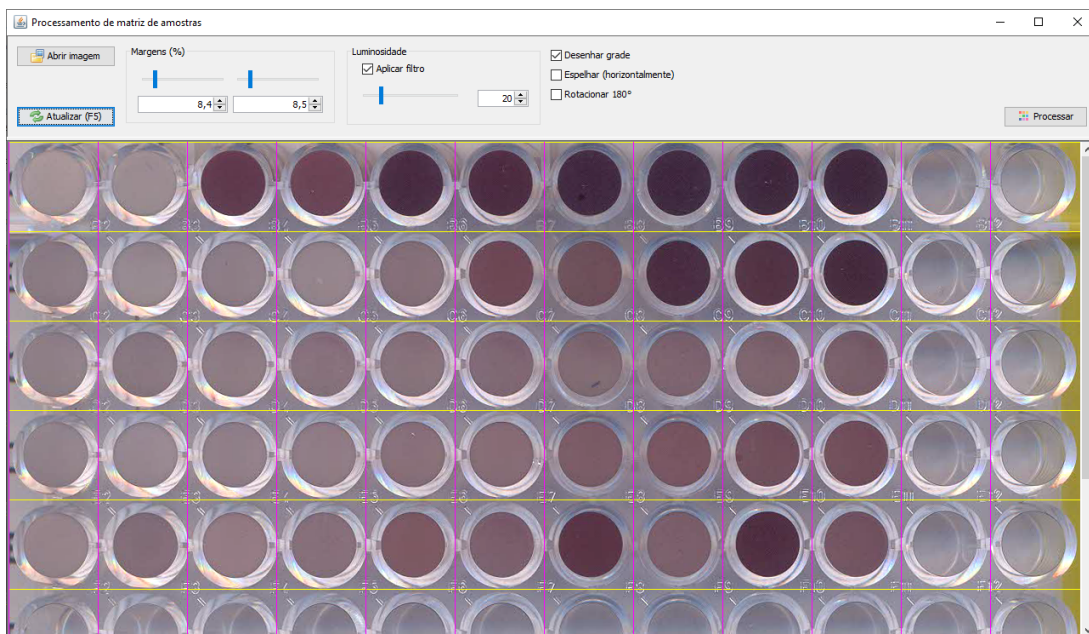 Processamento de matriz de amostras
Abrir imagem
Margens (%)
8,4
8,5
Luminosidade
Aplicar filtro
20
Desenhar grade
Espelhar (horizontalmente)
Rotacionar 180°
Atualizar (F5)
Processar